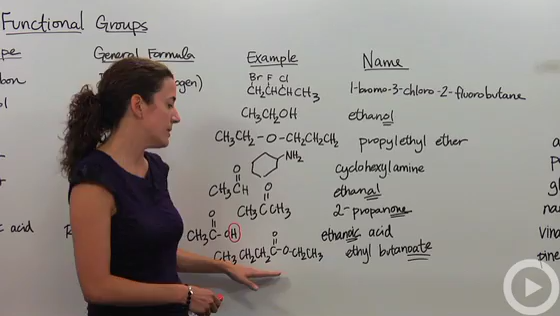 Functional Groups
General Formula Example Name
Br F Cl
CH2CHCHCH3 1-bromo-3-chloro-2-fluorobutane
CH3CH2OH ethanol
CH3CH2-O-CH2CH2CH3 propylethyl ether
NH2 cyclohexylamine
O
CH3CH ethanal
O
CH3CCH3 2-propanone
O
CH3C-OH ethanoic acid
O
CH3CH2CH2C-O-CH2CH3 ethyl butanoate